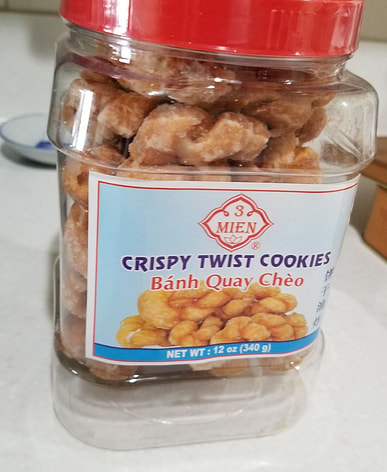 3
MIEN
®
CRISPY TWIST COOKIES
Bánh Quay Chèo
NET WT : 12 oz (340 g)